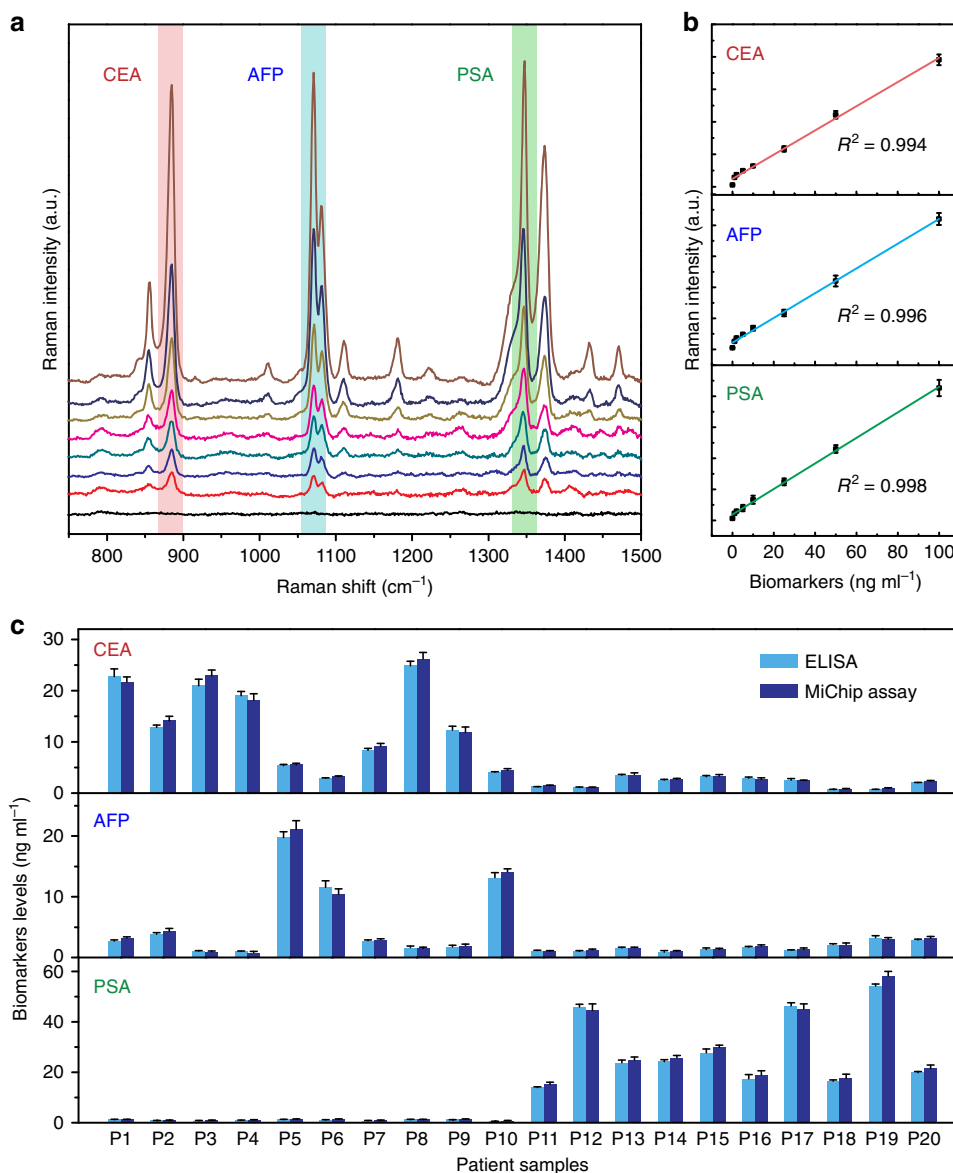 a
CEA
AFP
PSA
Raman intensity (a.u.)
750 900 1000 1100 1200 1300 1400 1500
Raman shift (cm⁻¹)
b
CEA
R² = 0.994
AFP
R² = 0.996
PSA
R² = 0.998
Raman intensity (a.u.)
0 20 40 60 80 100
Biomarkers (ng ml⁻¹)
c
CEA
ELISA
MiChip assay
30
20
10
0
AFP
20
10
0
PSA
60
40
20
0
Biomarkers levels (ng ml⁻¹)
P1 P2 P3 P4 P5 P6 P7 P8 P9 P10 P11 P12 P13 P14 P15 P16 P17 P18 P19 P20
Patient samples